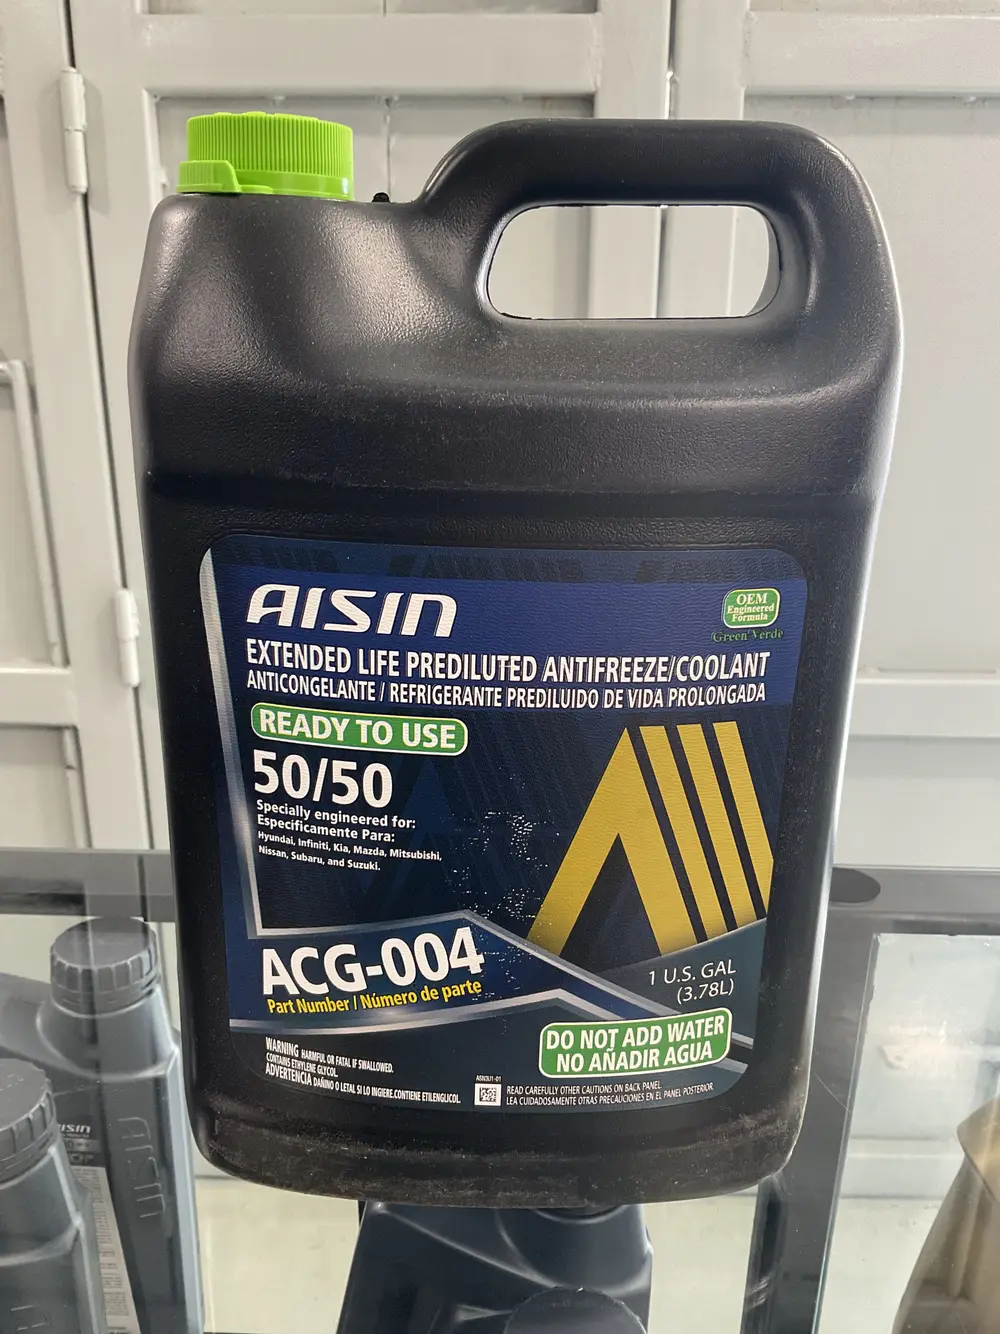 AISIN
OEM
Engineered
Formula
Green Verde
EXTENDED LIFE PREDILUTED ANTIFREEZE/COOLANT
ANTICONGELANTE / REFRIGERANTE PREDILUIDO DE VIDA PROLONGADA
READY TO USE
50/50
Specially engineered for:
Específicamente Para:
Hyundai, Infiniti, Kia, Mazda, Mitsubishi,
Nissan, Subaru, and Suzuki.
ACG-004
Part Number / Número de parte
1 U.S. GAL
(3.78L)
DO NOT ADD WATER
NO AÑADIR AGUA
WARNING HARMFUL OR FATAL IF SWALLOWED.
CONTAINS ETHYLENE GLYCOL.
ADVERTENCIA DAÑINO O LETAL SI LO INGIERE.CONTIENE ETILENGLICOL.
READ CAREFULLY OTHER CAUTIONS ON BACK PANEL
LEA CUIDADOSAMENTE OTRAS PRECAUCIONES EN EL PANEL POSTERIOR
AISIN
AISIN